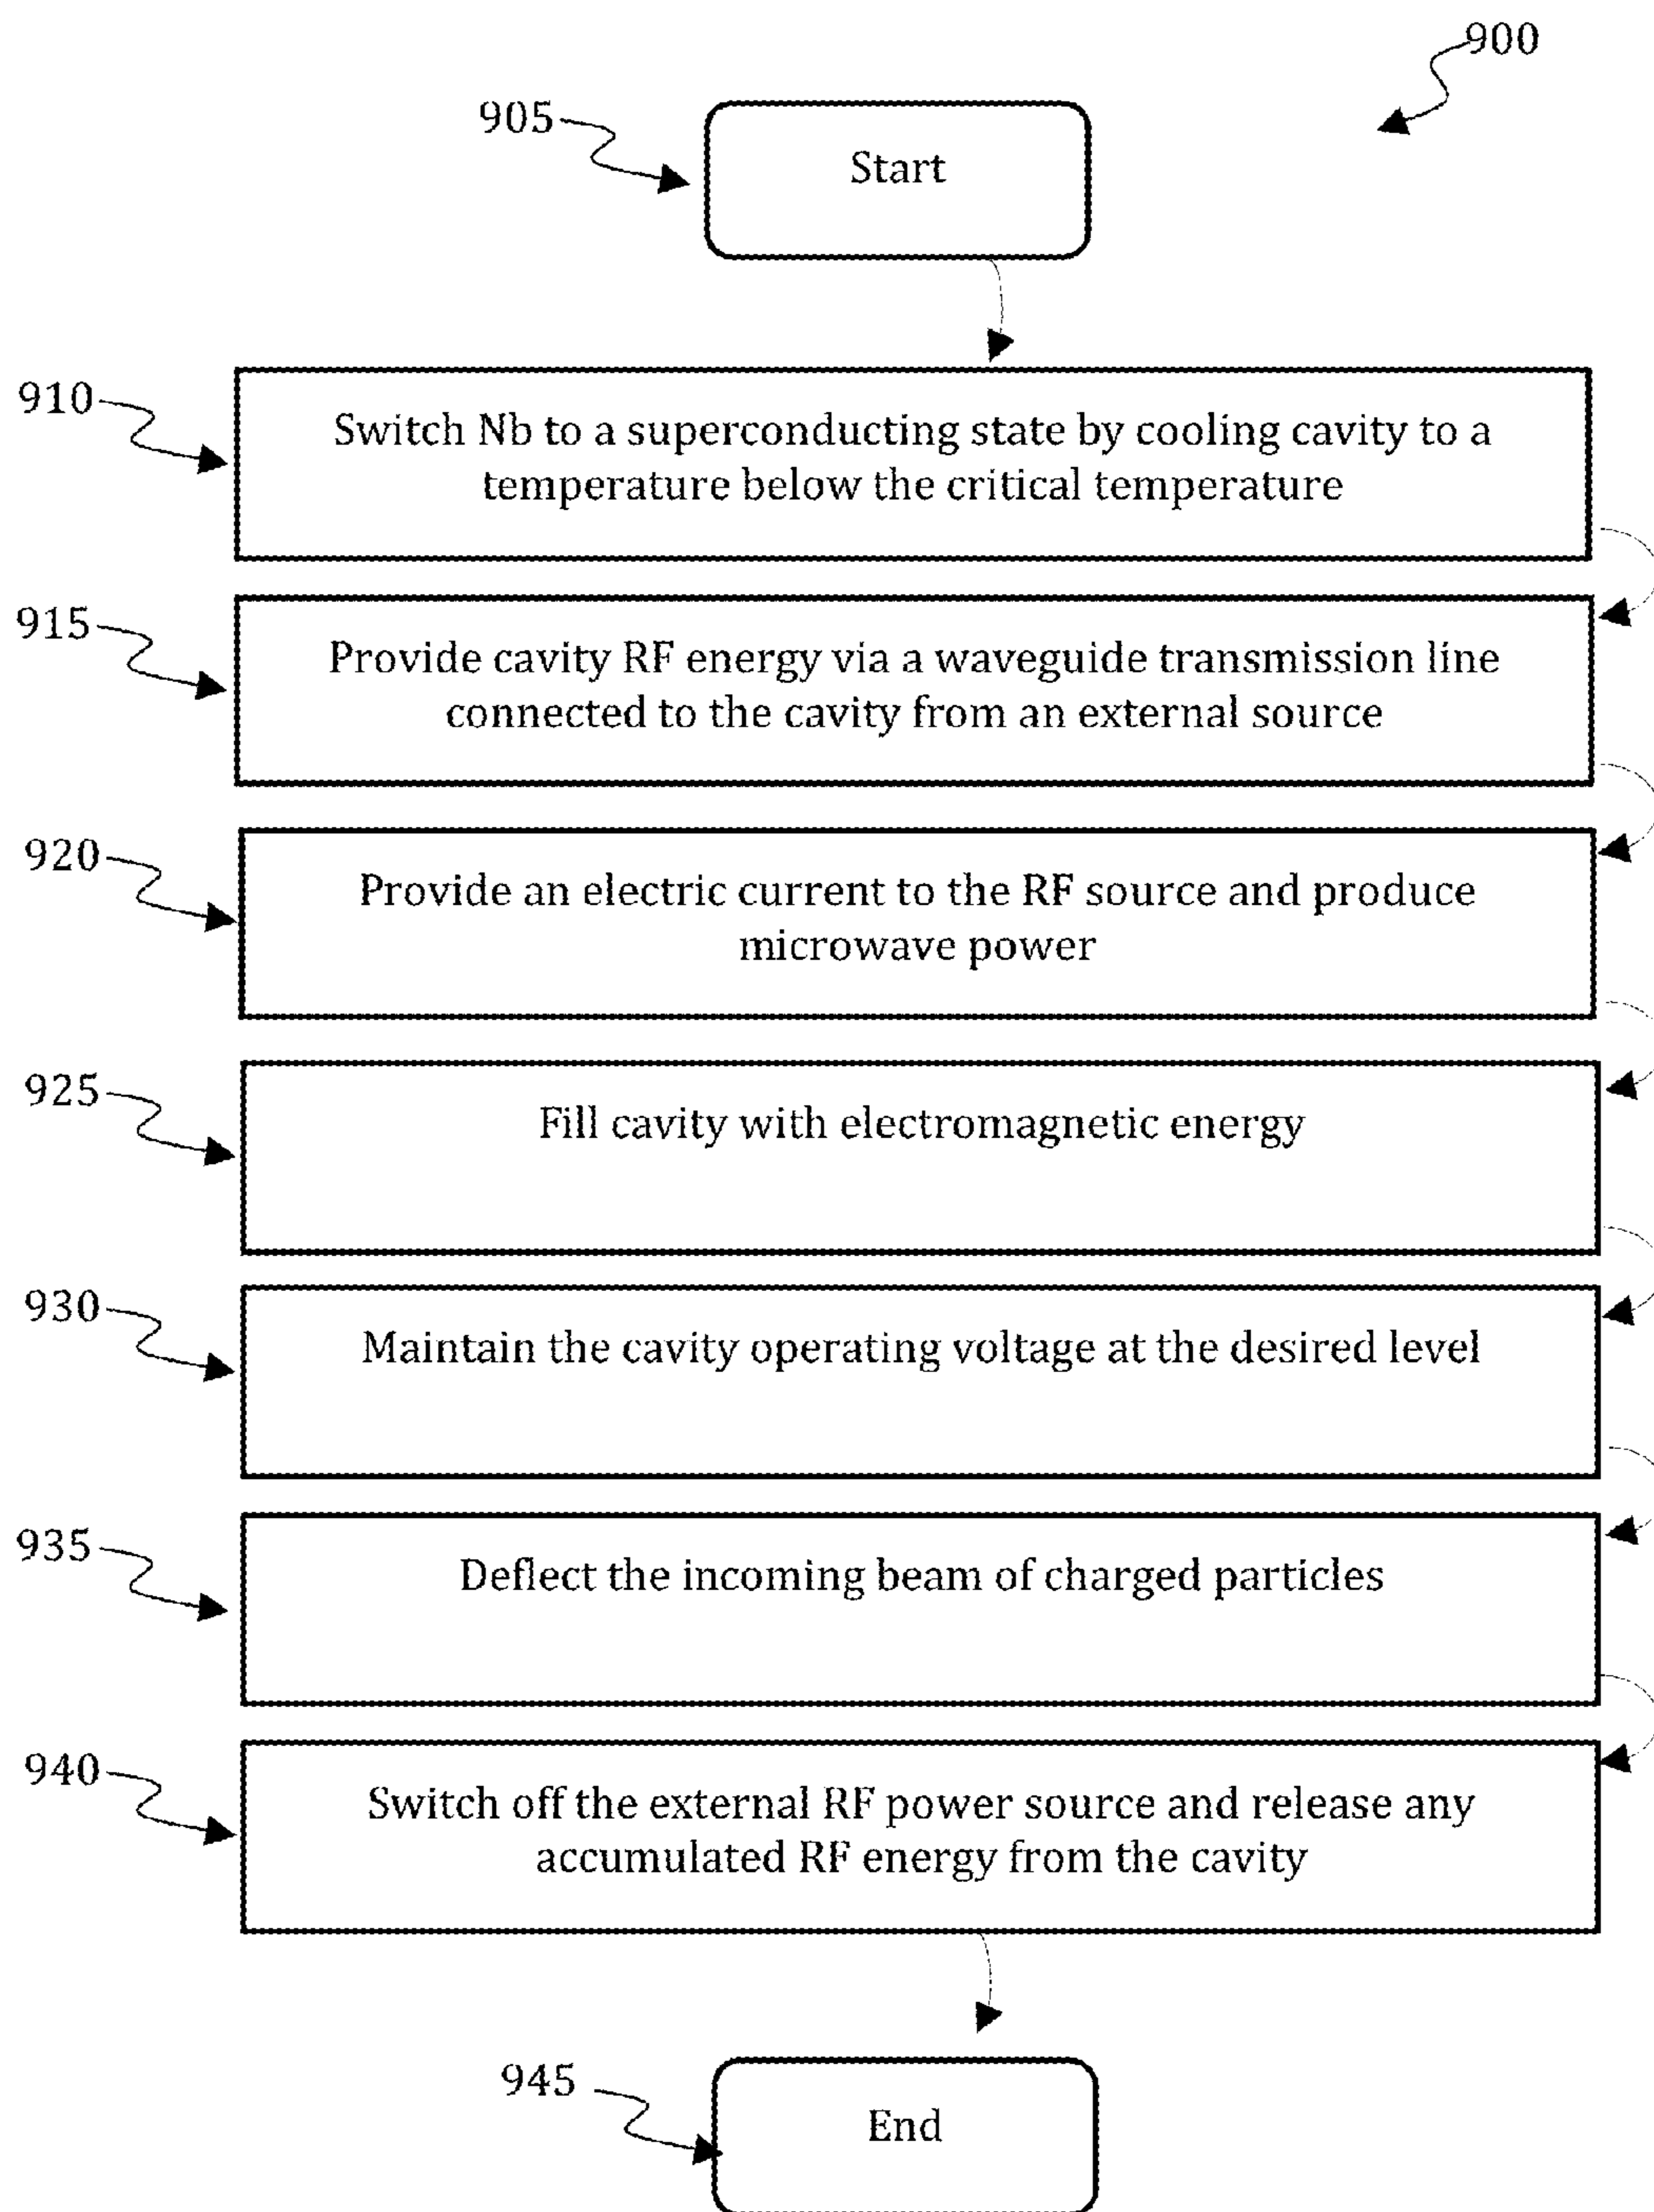 900
905
Start
910
Switch Nb to a superconducting state by cooling cavity to a
temperature below the critical temperature
915
Provide cavity RF energy via a waveguide transmission line
connected to the cavity from an external source
920
Provide an electric current to the RF source and produce
microwave power
925
Fill cavity with electromagnetic energy
930
Maintain the cavity operating voltage at the desired level
935
Deflect the incoming beam of charged particles
940
Switch off the external RF power source and release any
accumulated RF energy from the cavity
945
End